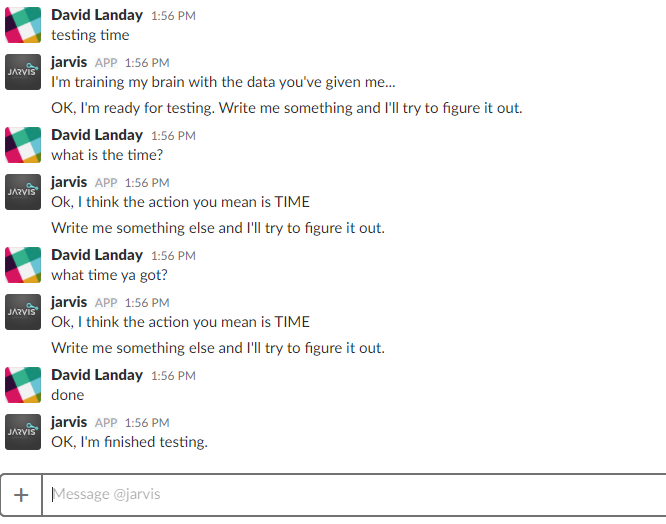 David Landay 1:56 PM
testing time
JARVIS
jarvis APP 1:56 PM
I'm training my brain with the data you've given me...
OK, I'm ready for testing. Write me something and I'll try to figure it out.
David Landay 1:56 PM
what is the time?
JARVIS
jarvis APP 1:56 PM
Ok, I think the action you mean is TIME
Write me something else and I'll try to figure it out.
David Landay 1:56 PM
what time ya got?
JARVIS
jarvis APP 1:56 PM
Ok, I think the action you mean is TIME
Write me something else and I'll try to figure it out.
David Landay 1:56 PM
done
JARVIS
jarvis APP 1:56 PM
OK, I'm finished testing.
+ Message @jarvis